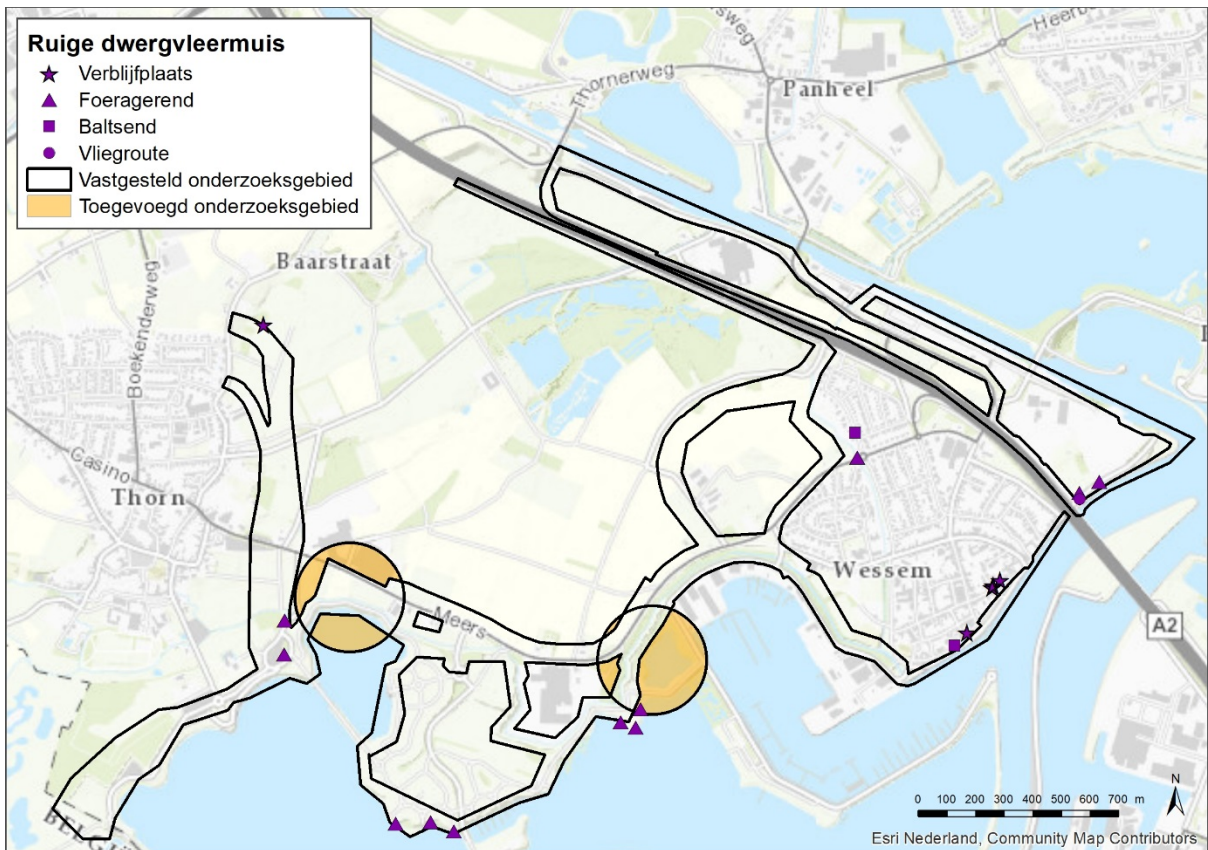 Ruige dwergvleermuis
Verblijfplaats
Foeragerend
Baltsend
Vliegroute
Vastgesteld onderzoeksgebied
Toegevoegd onderzoeksgebied
Thornerweg
Panheel
Baarstraat
Boekenderweg
Casino
Thorn
Meers
Wessem
A2
N
0 100 200 300 400 500 600 700 m
Esri Nederland, Community Map Contributors